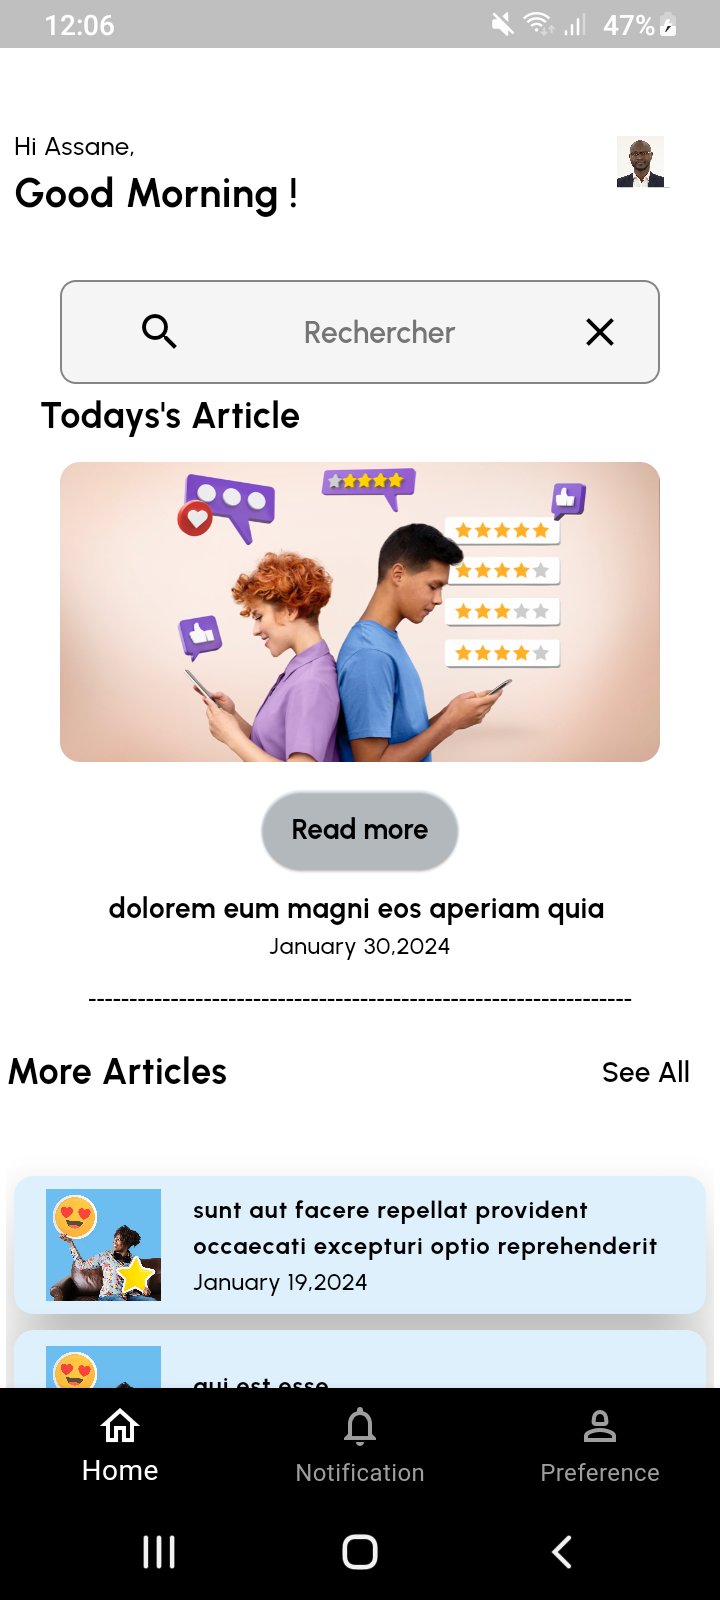 12:06
47%
Hi Assane,
Good Morning !
Rechercher
Todays's Article
Read more
dolorem eum magni eos aperiam quia
January 30,2024
-------------------------------------------------------------------
More Articles
See All
sunt aut facere repellat provident
occaecati excepturi optio reprehenderit
January 19,2024
qui est esse
Home
Notification
Preference